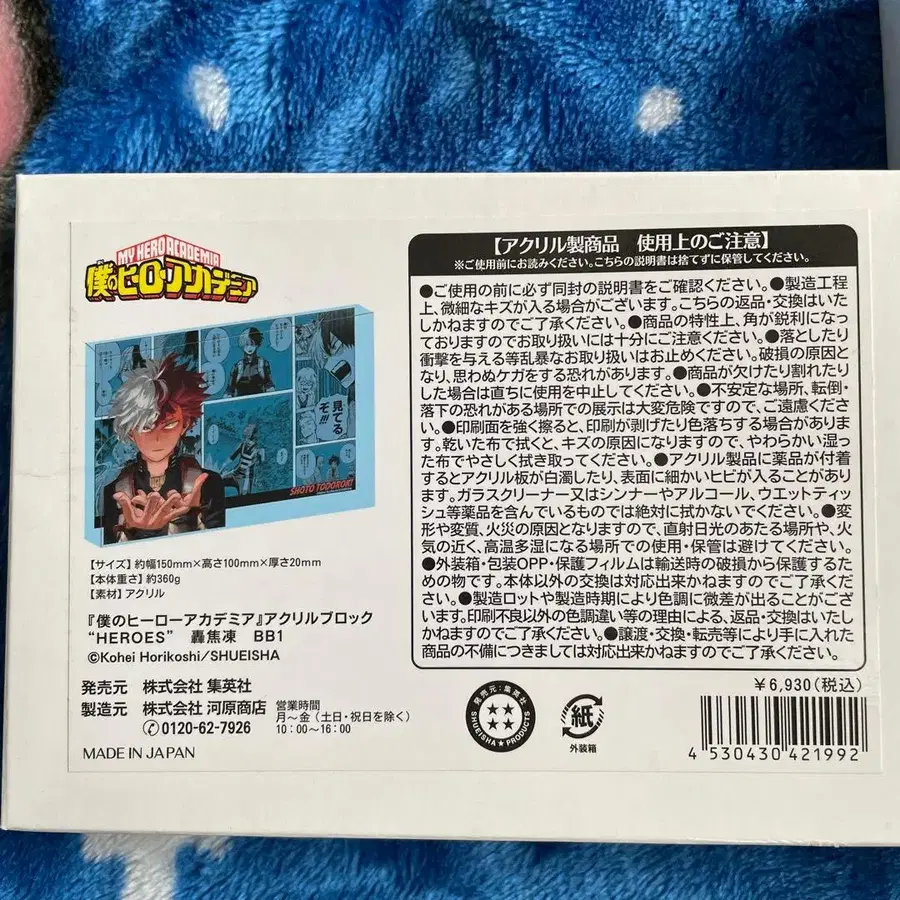 MY HERO ACADEMIA
僕のヒーローアカデミア
見てる
ぞ!!!
SHOTO TODOROKI
【サイズ】約幅150mm×高さ100mm×厚さ20mm
【本体重さ】約360g
【素材】アクリル
『僕のヒーローアカデミア』アクリルブロック
“HEROES” 轟焦凍 BB1
©Kohei Horikoshi/SHUEISHA
発売元 株式会社 集英社
製造元 株式会社 河原商店
0120-62-7926
営業時間
月~金(土日・祝日を除く)
10:00~16:00
MADE IN JAPAN
【アクリル製商品 使用上のご注意】
※ご使用前にお読みください。こちらの説明書は捨てずに保管してください。
●ご使用の前に必ず同封の説明書をご確認ください。●製造工程
上、微細なキズが入る場合がございます。こちらの返品・交換はいた
しかねますのでご了承ください。●商品の特性上、角が鋭利になっ
ておりますのでお取り扱いには十分にご注意ください。●落としたり
衝撃を与える等乱暴なお取り扱いはお止めください。破損の原因と
なり、思わぬケガをする恐れがあります。●商品が欠けたり割れたり
した場合は直ちに使用を中止してください。●不安定な場所、転倒・
落下の恐れがある場所での展示は大変危険ですので、ご遠慮くださ
い。●印刷面を強く擦ると、印刷が剥げたり色落ちする場合がありま
す。乾いた布で拭くと、キズの原因になりますので、やわらかい湿っ
た布でやさしく拭き取ってください。●アクリル製品に薬品が付着
するとアクリル板が白濁したり、表面に細かいヒビが入ることがありま
す。ガラスクリーナー又はシンナーやアルコール、ウエットティッ
シュ等薬品を含んでいるものでは絶対に拭かないでください。●変
形や変質、火災の原因となりますので、直射日光のあたる場所や、火
気の近く、高温多湿になる場所での使用・保管は避けてください。
●外装箱・包装OPP・保護フィルムは輸送時の破損から保護するた
めの物です。本体以外の交換は対応出来かねますのでご了承くださ
い。●製造ロットや製造時期により色調に微差が出ることがござい
ます。印刷不良以外の色調違い等の理由による、返品・交換はいたし
かねますのでご了承ください。●譲渡・交換・転売等により手に入れた
商品の不備につきましては対応出来かねますのでご了承ください。
¥6,930(税込)
発売元:集英社
SHUEISHA★PRODUCTS
紙
外装箱
4 530430 421992